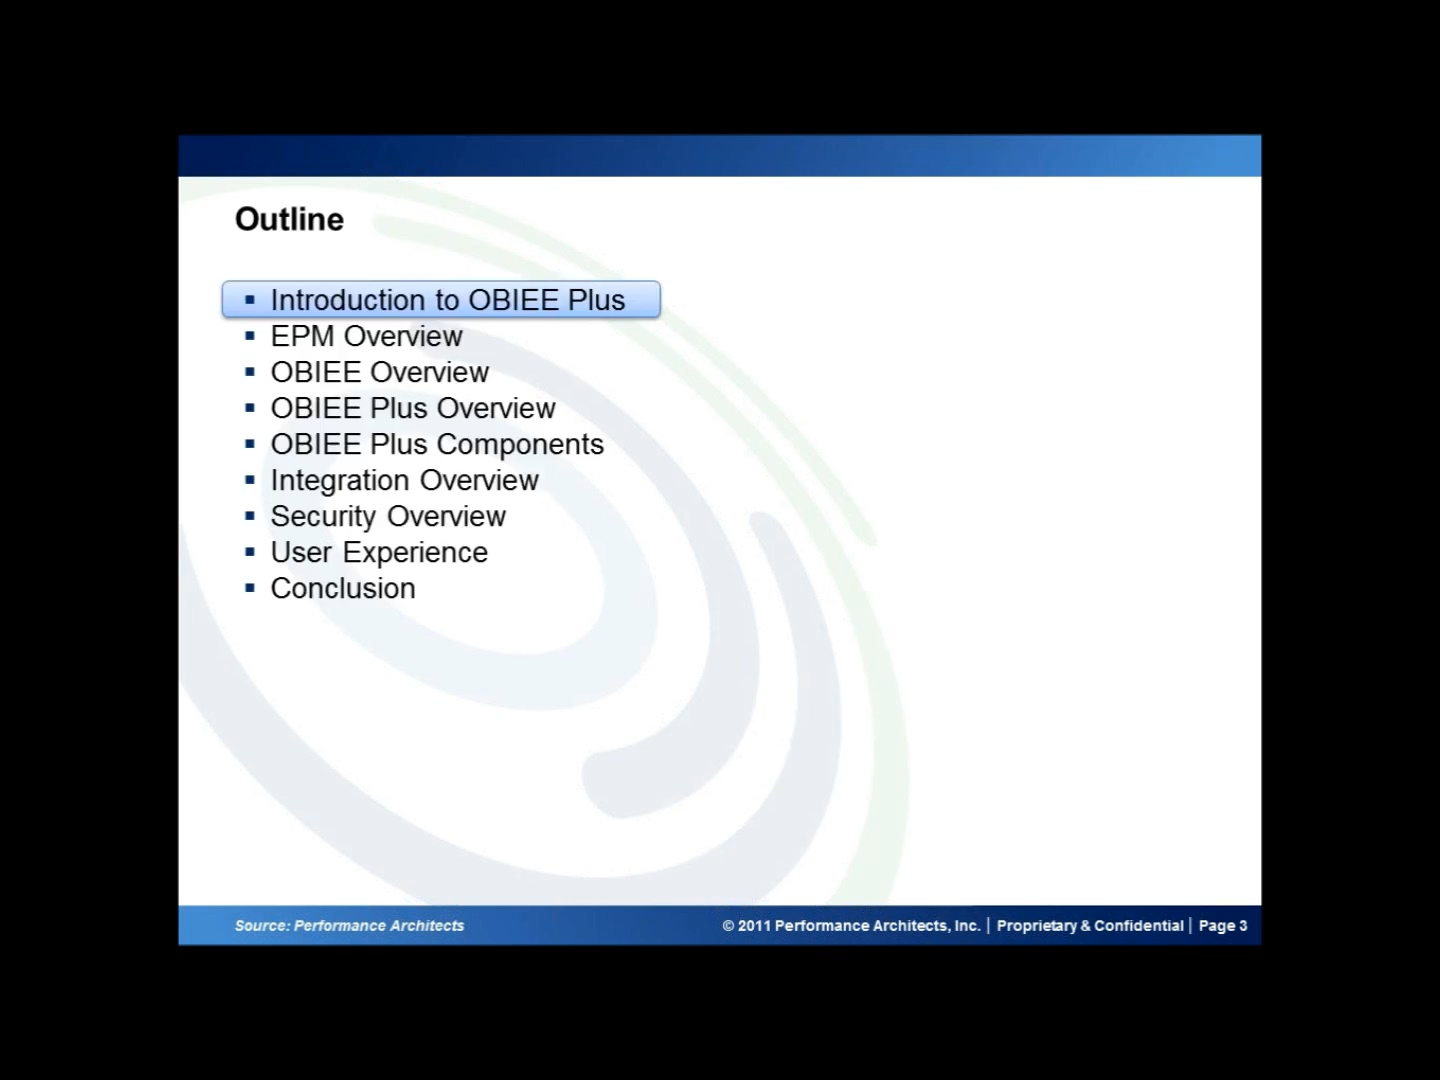 Outline
▪ Introduction to OBIEE Plus
▪ EPM Overview
▪ OBIEE Overview
▪ OBIEE Plus Overview
▪ OBIEE Plus Components
▪ Integration Overview
▪ Security Overview
▪ User Experience
▪ Conclusion
Source: Performance Architects
© 2011 Performance Architects, Inc. | Proprietary & Confidential | Page 3